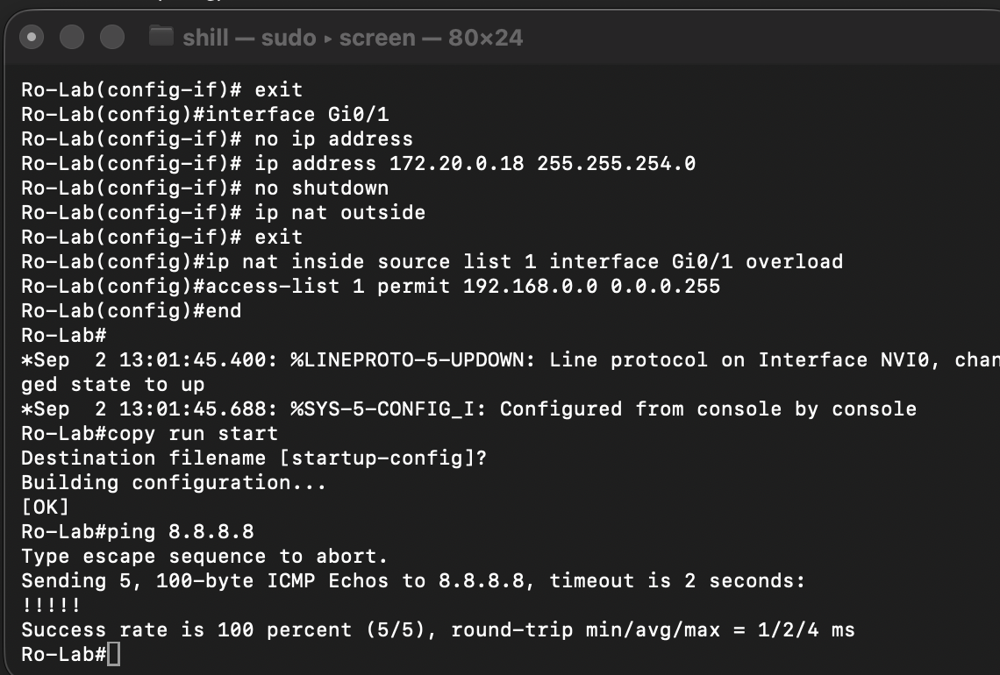 shill — sudo ▸ screen — 80×24
Ro-Lab(config-if)# exit
Ro-Lab(config)#interface Gi0/1
Ro-Lab(config-if)# no ip address
Ro-Lab(config-if)# ip address 172.20.0.18 255.255.254.0
Ro-Lab(config-if)# no shutdown
Ro-Lab(config-if)# ip nat outside
Ro-Lab(config-if)# exit
Ro-Lab(config)#ip nat inside source list 1 interface Gi0/1 overload
Ro-Lab(config)#access-list 1 permit 192.168.0.0 0.0.0.255
Ro-Lab(config)#end
Ro-Lab#
*Sep  2 13:01:45.400: %LINEPROTO-5-UPDOWN: Line protocol on Interface NVI0, chan
ged state to up
*Sep  2 13:01:45.688: %SYS-5-CONFIG_I: Configured from console by console
Ro-Lab#copy run start
Destination filename [startup-config]?
Building configuration...
[OK]
Ro-Lab#ping 8.8.8.8
Type escape sequence to abort.
Sending 5, 100-byte ICMP Echos to 8.8.8.8, timeout is 2 seconds:
!!!!!
Success rate is 100 percent (5/5), round-trip min/avg/max = 1/2/4 ms
Ro-Lab#